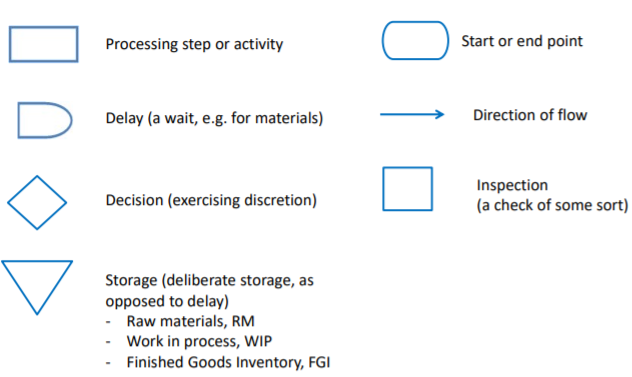 Processing step or activity
Start or end point
Delay (a wait, e.g. for materials)
Direction of flow
Decision (exercising discretion)
Inspection
(a check of some sort)
Storage (deliberate storage, as
opposed to delay)
- Raw materials, RM
- Work in process, WIP
- Finished Goods Inventory, FGI